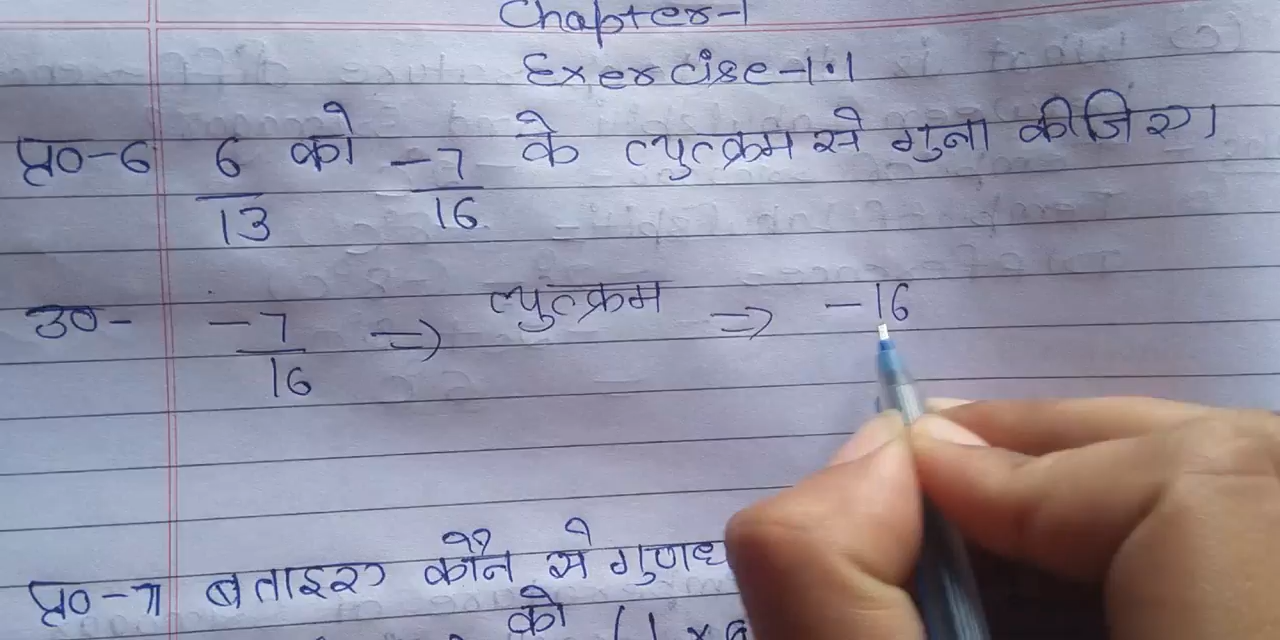 Chapter-1
Exercise-1.1
प्र०-6 6/13 को -7/16 के व्युत्क्रम से गुना कीजिए।
उ०- -7/16 => व्युत्क्रम => -16
प्र०-7 बताइए कौन से
को (